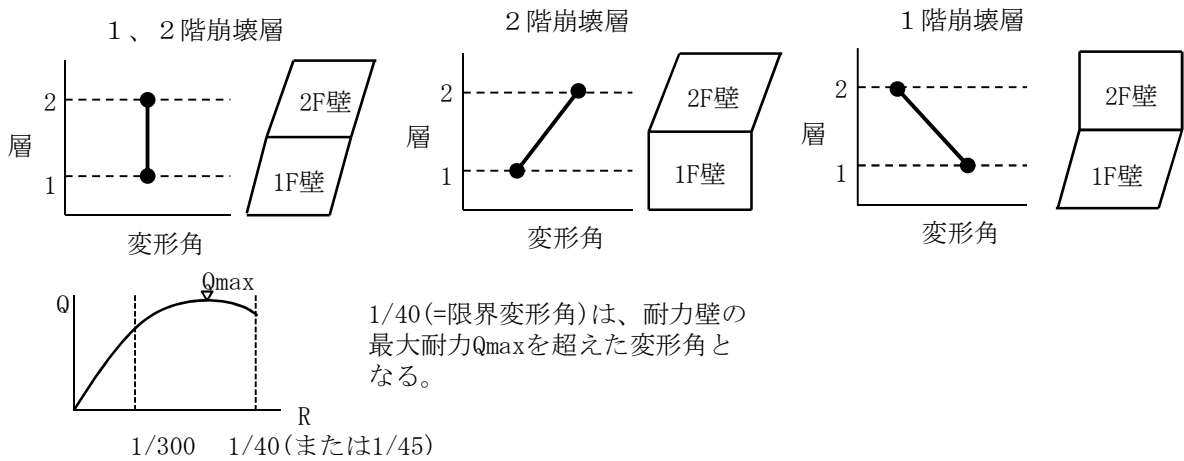 １、２階崩壊層
２階崩壊層
１階崩壊層
2
層
1
変形角
2F壁
1F壁
2
層
1
変形角
2F壁
1F壁
2
層
1
変形角
2F壁
1F壁
Q
Qmax
R
1/300 1/40(または1/45)
1/40(=限界変形角)は、耐力壁の
最大耐力Qmaxを超えた変形角と
なる。